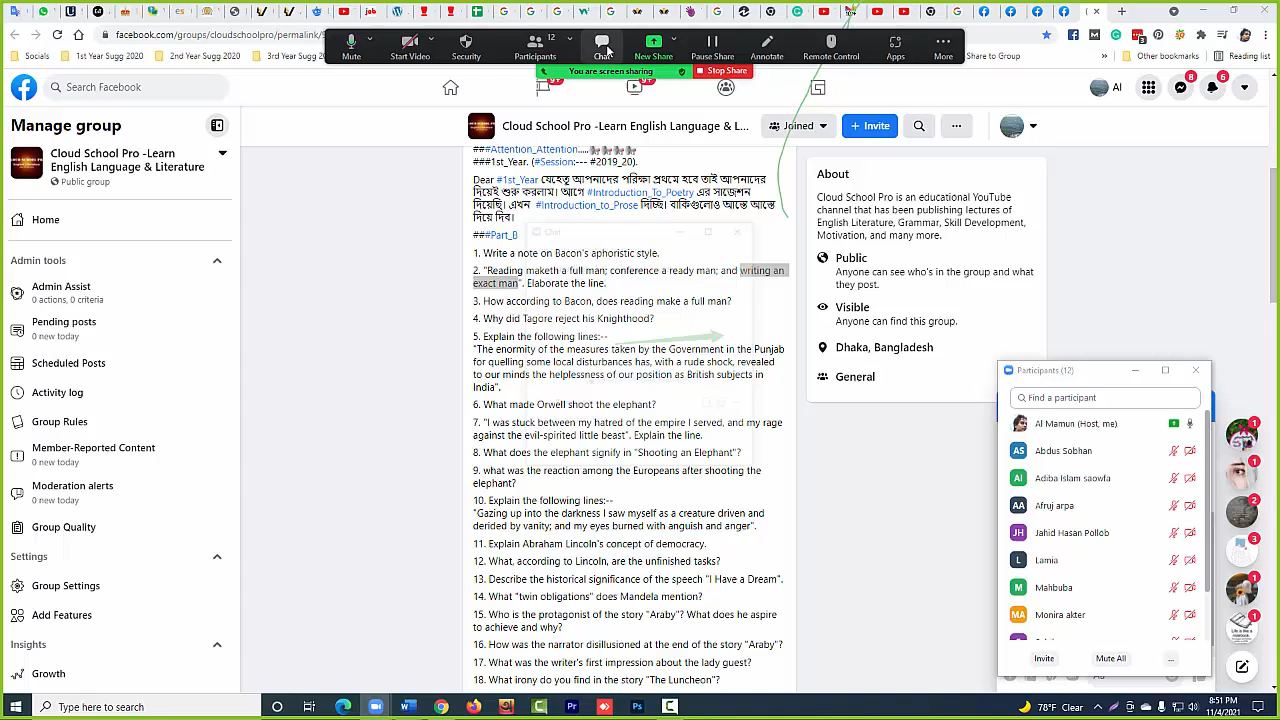 facebook.com/groups/cloudschoolpro/permalink/5
Socials
1st Year Sugg 2020
2nd Year Sugg 2020
3rd Year Sugg 2020
Share to Group
Other bookmarks
Reading list
Mute
Start Video
Security
12
Participants
Chat
New Share
Pause Share
Annotate
Remote Control
Apps
More
You are screen sharing
Stop Share
Search Facebook
9+
9+
Al
8
6
Manage group
Cloud School Pro -Learn
English Language & Literature
Public group
Home
Admin tools
Admin Assist
0 actions, 0 criteria
Pending posts
0 new today
Scheduled Posts
Activity log
Group Rules
Member-Reported Content
0 new today
Moderation alerts
0 new today
Group Quality
Settings
Group Settings
Add Features
Insights
Growth
Cloud School Pro -Learn English Language & L...
Joined
+ Invite
###Attention_Attention.....
###1st_Year. (#Session:--- #2019_20).
Dear #1st_Year যেহেতু আপনাদের পরিক্ষা প্রথমে হবে তাই আপনাদের
দিয়েই শুরু করলাম। আগে #Introduction_To_Poetry এর সাজেশন
দিয়েছি। এখন #Introduction_to_Prose দিচ্ছি। বাকিগুলোও আস্তে আস্তে
দিয়ে দিব।
###Part_B
Chat
1. Write a note on Bacon's aphoristic style.
2. "Reading maketh a full man; conference a ready man; and writing an
exact man". Elaborate the line.
3. How according to Bacon, does reading make a full man?
4. Why did Tagore reject his Knighthood?
5. Explain the following lines:--
"The enormity of the measures taken by the Government in the Punjab
for quelling some local disturbances has, with a rude shock, revealed
to our minds the helplessness of our position as British subjects in
India".
6. What made Orwell shoot the elephant?
7. "I was stuck between my hatred of the empire I served, and my rage
against the evil-spirited little beast". Explain the line.
8. What does the elephant signify in "Shooting an Elephant"?
9. what was the reaction among the Europeans after shooting the
elephant?
10. Explain the following lines:--
"Gazing up into the darkness I saw myself as a creature driven and
derided by vanity; and my eyes burned with anguish and anger".
11. Explain Abraham Lincoln's concept of democracy.
12. What, according to Lincoln, are the unfinished tasks?
13. Describe the historical significance of the speech "I Have a Dream".
14. What "twin obligations" does Mandela mention?
15. Who is the protagonist of the story "Araby"? What does he aspire
to achieve and why?
16. How was the narrator disillusioned at the end of the story "Araby?
17. What was the writer's first impression about the lady guest?
18. What irony do you find in the story "The Luncheon"?
About
Cloud School Pro is an educational YouTube
channel that has been publishing lectures of
English Literature, Grammar, Skill Development,
Motivation, and many more.
Public
Anyone can see who's in the group and what
they post.
Visible
Anyone can find this group.
Dhaka, Bangladesh
General
Participants (12)
Find a participant
Al Mamun (Host, me)
AS Abdus Sobhan
AI Adiba Islam saowfa
AA Afruj arpa
JH Jahid Hasan Pollob
L Lamia
M Mahbuba
MA Monira akter
Invite
Mute All
...
1
1
2
3
1
1
Type here to search
78°F Clear
8:51 PM
11/4/2021